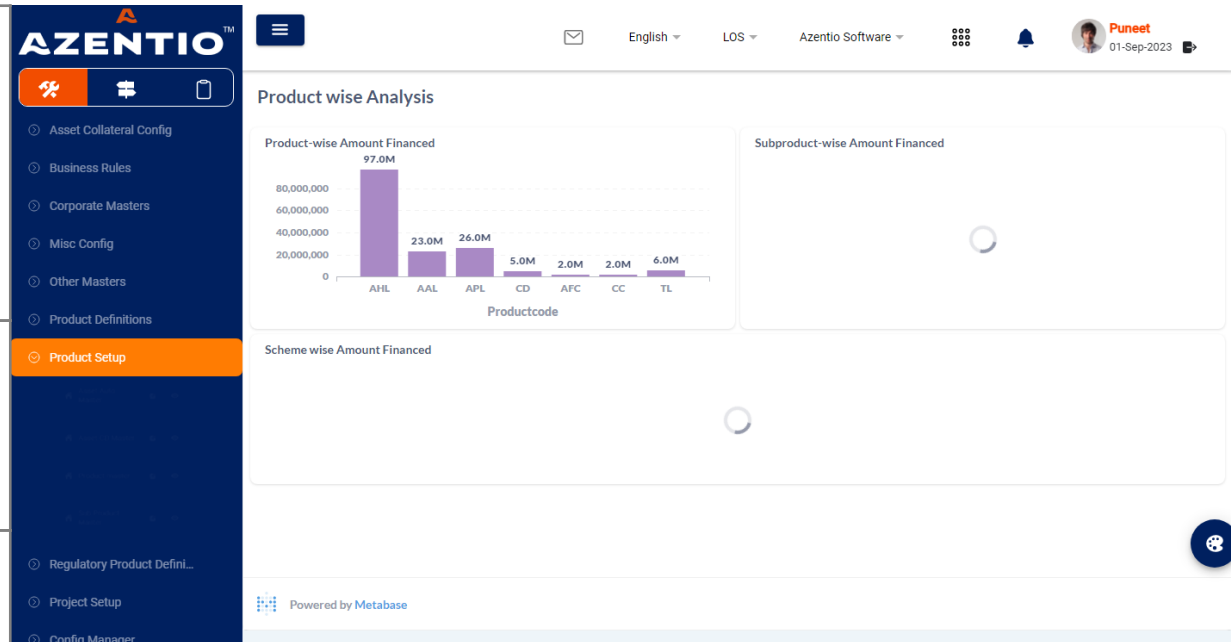 AZENTIO™
English
LOS
Azentio Software
Puneet
01-Sep-2023
Asset Collateral Config
Business Rules
Corporate Masters
Misc Config
Other Masters
Product Definitions
Product Setup
Regulatory Product Defini...
Project Setup
Config Manager
Product wise Analysis
Product-wise Amount Financed
97.0M
80,000,000
60,000,000
40,000,000
20,000,000
0
23.0M
26.0M
5.0M
2.0M
2.0M
6.0M
AHL AAL APL CD AFC CC TL
Productcode
Subproduct-wise Amount Financed
Scheme wise Amount Financed
Powered by Metabase